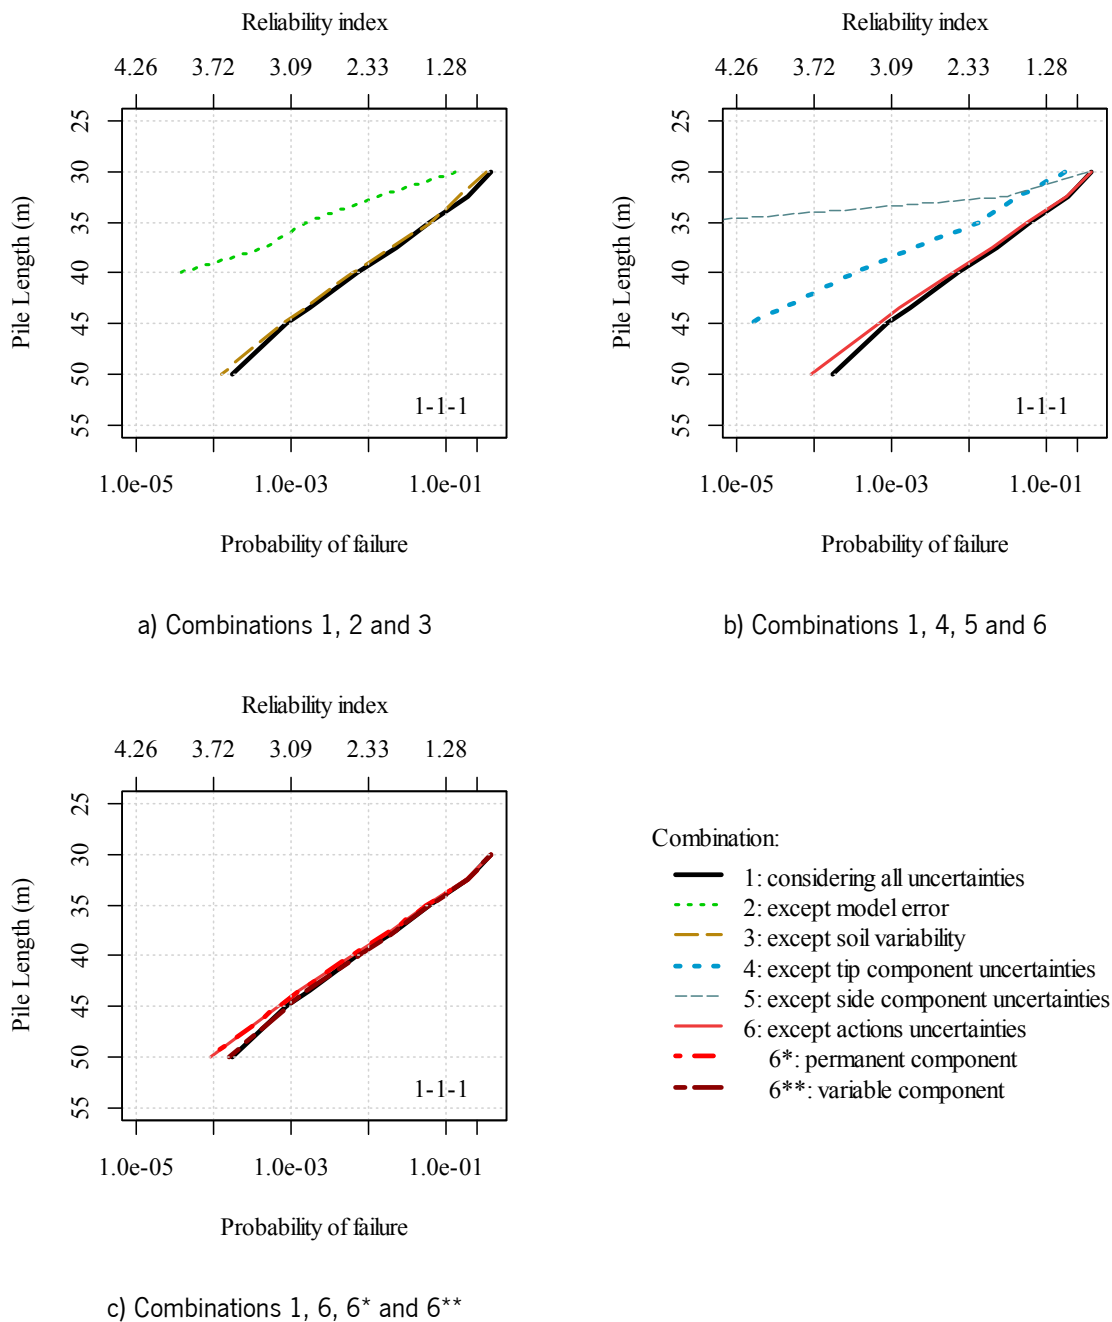 Reliability index
4.26 3.72 3.09 2.33 1.28
Pile Length (m)
25
30
35
40
45
50
55
1-1-1
1.0e-05 1.0e-03 1.0e-01
Probability of failure
a) Combinations 1, 2 and 3
Reliability index
4.26 3.72 3.09 2.33 1.28
Pile Length (m)
25
30
35
40
45
50
55
1-1-1
1.0e-05 1.0e-03 1.0e-01
Probability of failure
b) Combinations 1, 4, 5 and 6
Reliability index
4.26 3.72 3.09 2.33 1.28
Pile Length (m)
25
30
35
40
45
50
55
1-1-1
1.0e-05 1.0e-03 1.0e-01
Probability of failure
c) Combinations 1, 6, 6* and 6**
Combination:
1: considering all uncertainties
2: except model error
3: except soil variability
4: except tip component uncertainties
5: except side component uncertainties
6: except actions uncertainties
6*: permanent component
6**: variable component